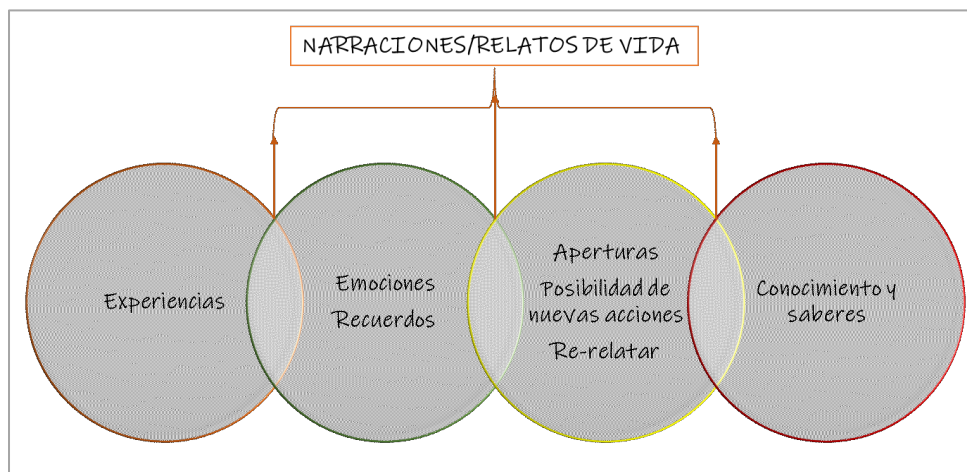 NARRACIONES/RELATOS DE VIDA
Experiencias
Emociones
Recuerdos
Aperturas
Posibilidad de
nuevas acciones
Re-relatar
Conocimiento y
saberes